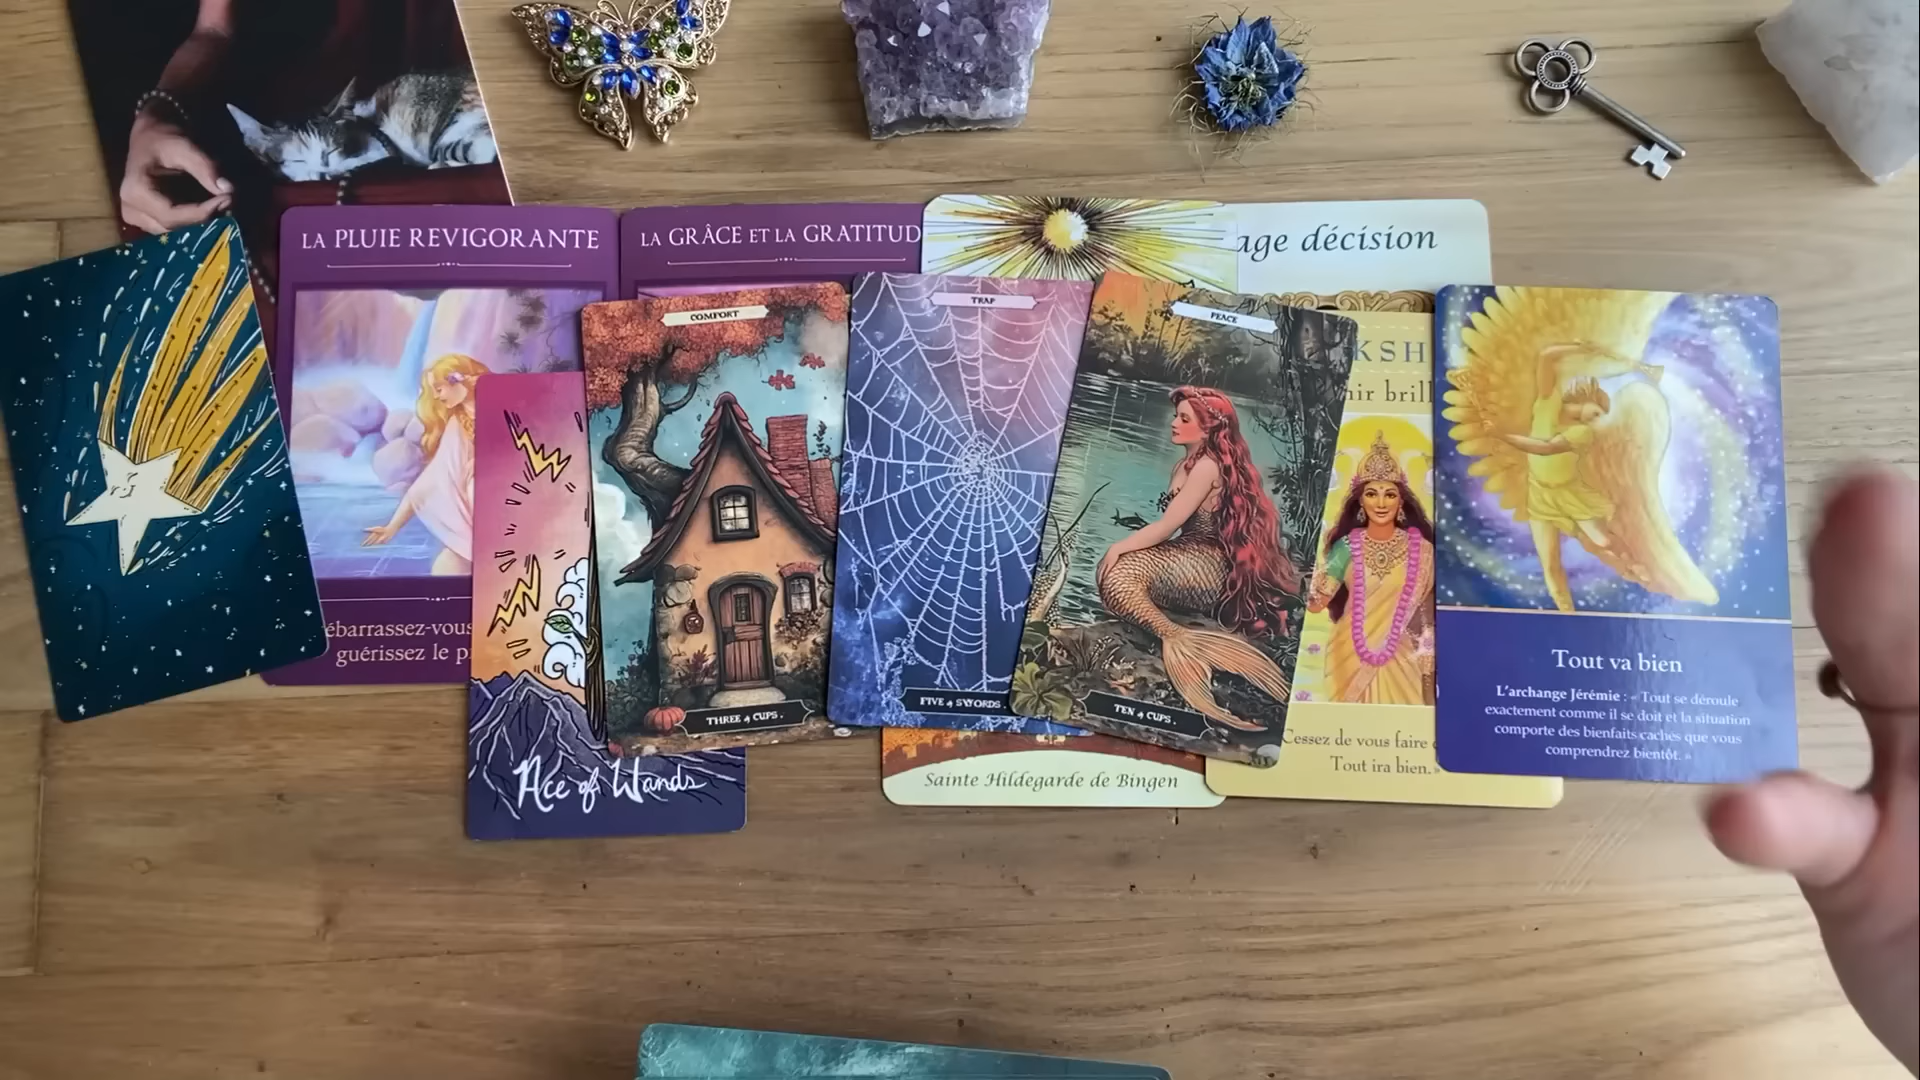 LA PLUIE REVIGORANTE
LA GRÂCE ET LA GRATITUD
age décision
COMFORT
TRAP
PEACE
KSH
nir brill
ébarrassez-vous
guérissez le p
Ace of Wands
THREE of CUPS.
FIVE of SWORDS.
TEN of CUPS.
Sainte Hildegarde de Bingen
Cessez de vous faire
Tout ira bien. »
Tout va bien
L'archange Jérémie : « Tout se déroule
exactement comme il se doit et la situation
comporte des bienfaits cachés que vous
comprendrez bientôt. »